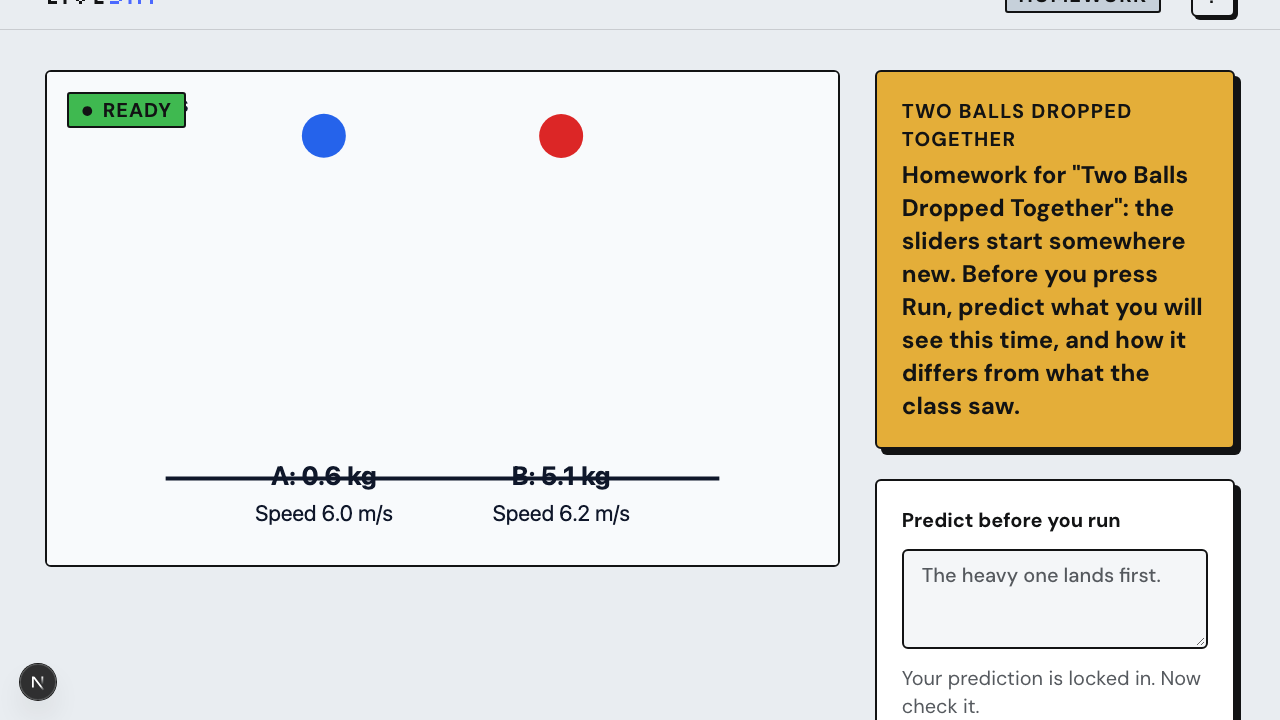 HOMEWORK
READY
A: 0.6 kg
B: 5.1 kg
Speed 6.0 m/s
Speed 6.2 m/s
TWO BALLS DROPPED
TOGETHER
Homework for "Two Balls
Dropped Together": the
sliders start somewhere
new. Before you press
Run, predict what you will
see this time, and how it
differs from what the
class saw.
Predict before you run
The heavy one lands first.
Your prediction is locked in. Now
check it.
N